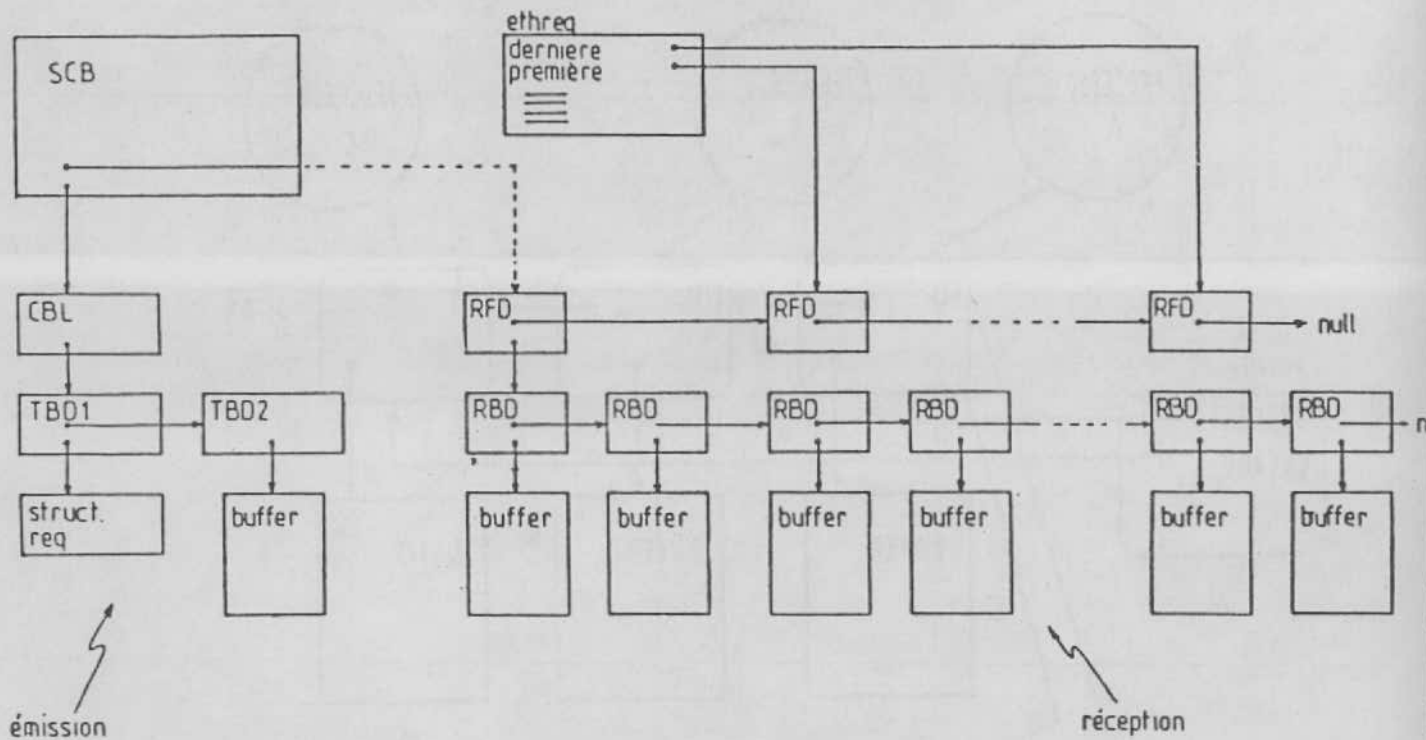 ethreq
dernière
première
SCB
CBL
RFD
RFD
RFD
null
TBD1
TBD2
RBD
RBD
RBD
RBD
RBD
RBD
n
struct.
req
buffer
buffer
buffer
buffer
buffer
buffer
buffer
émission
réception